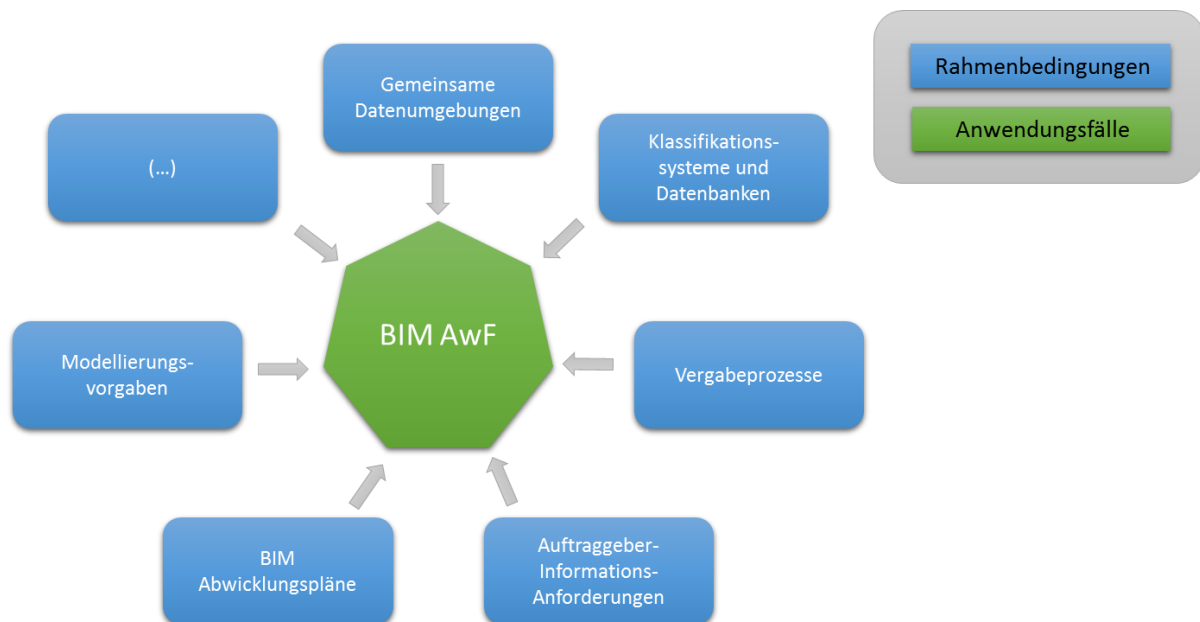 Gemeinsame
Datenumgebungen
Rahmenbedingungen
Anwendungsfälle
(...)
Klassifikations-
systeme und
Datenbanken
BIM AwF
Modellierungs-
vorgaben
Vergabeprozesse
BIM
Abwicklungspläne
Auftraggeber-
Informations-
Anforderungen